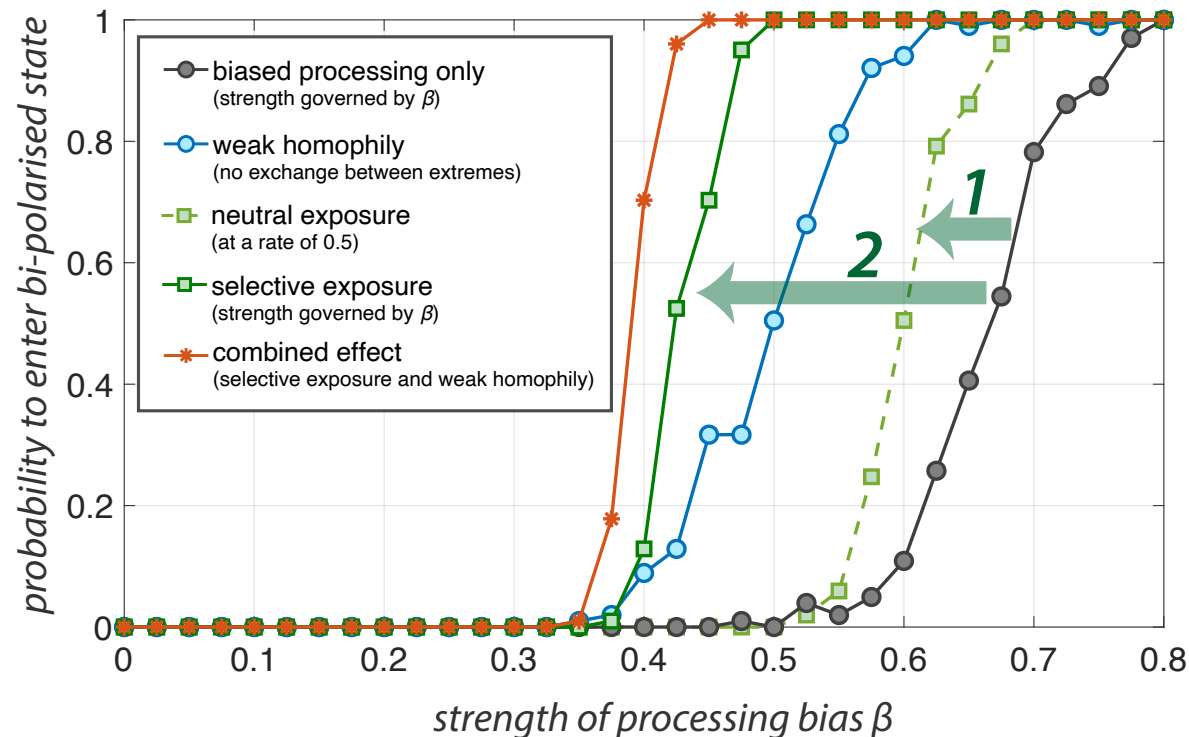 probability to enter bi-polarised state
1
0.8
0.6
0.4
0.2
0
biased processing only
(strength governed by β)
weak homophily
(no exchange between extremes)
neutral exposure
(at a rate of 0.5)
selective exposure
(strength governed by β)
combined effect
(selective exposure and weak homophily)
1
2
0 0.1 0.2 0.3 0.4 0.5 0.6 0.7 0.8
strength of processing bias β